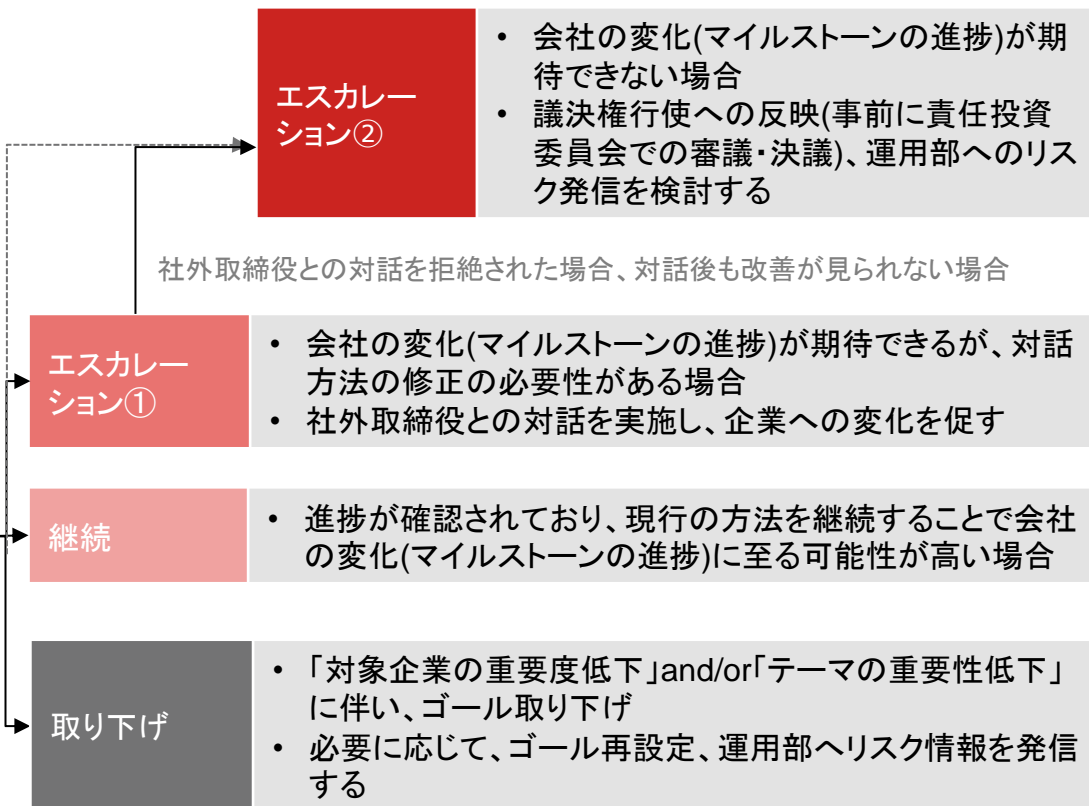 エスカレー
ション②
• 会社の変化(マイルストーンの進捗)が期
待できない場合
• 議決権行使への反映(事前に責任投資
委員会での審議・決議)、運用部へのリス
ク発信を検討する
社外取締役との対話を拒絶された場合、対話後も改善が見られない場合
エスカレー
ション①
• 会社の変化(マイルストーンの進捗)が期待できるが、対話
方法の修正の必要性がある場合
• 社外取締役との対話を実施し、企業への変化を促す
継続
• 進捗が確認されており、現行の方法を継続することで会社
の変化(マイルストーンの進捗)に至る可能性が高い場合
取り下げ
• 「対象企業の重要度低下」and/or「テーマの重要性低下」
に伴い、ゴール取り下げ
• 必要に応じて、ゴール再設定、運用部へリスク情報を発信
する